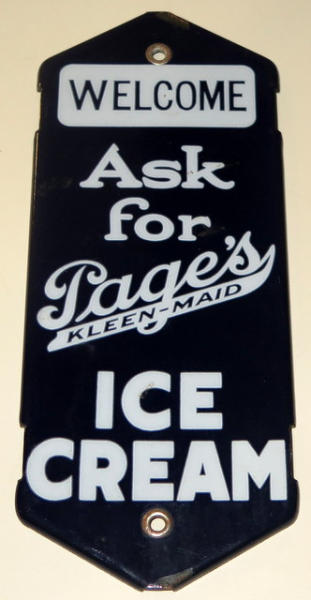 WELCOME
Ask
for
Page's
KLEEN-MAID
ICE
CREAM